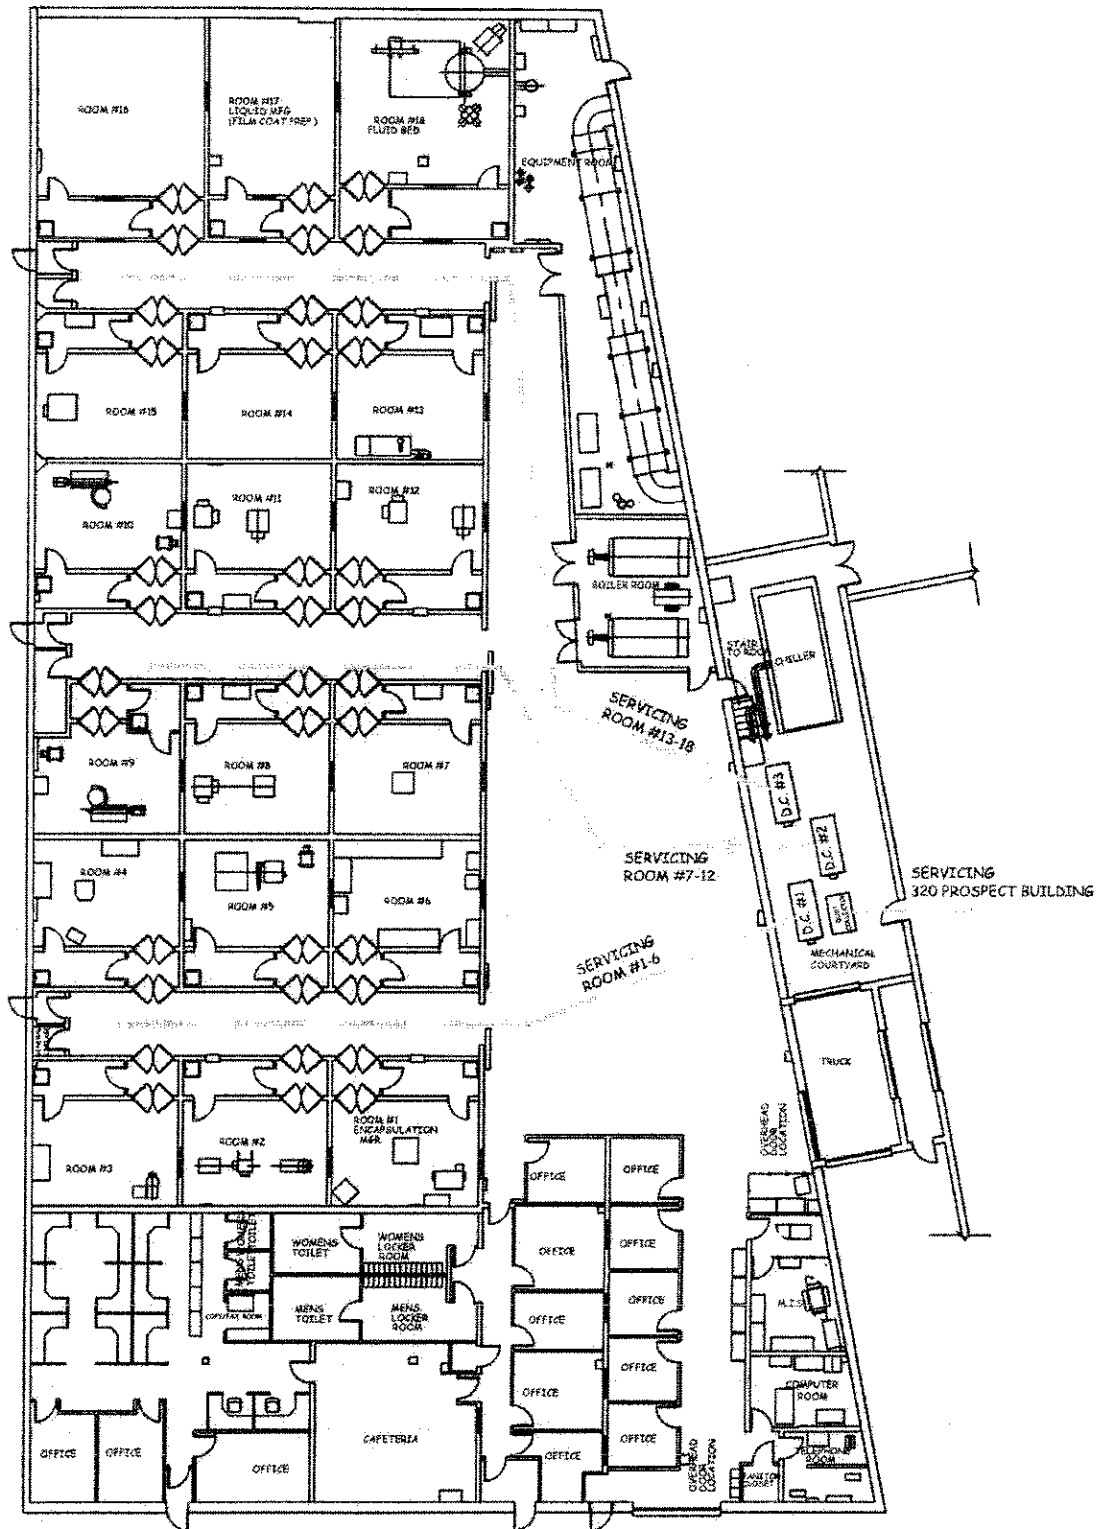 ROOM #16
ROOM #17
LIQUID MFG
(FILM COAT PREP)
ROOM #18
FLUID BED
EQUIPMENT ROOM
ROOM #15
ROOM #14
ROOM #13
ROOM #10
ROOM #11
ROOM #12
BOILER ROOM
STAIR
TO ROOF
CHILLER
SERVICING
ROOM #13-18
ROOM #9
ROOM #8
ROOM #7
D.C. #3
D.C. #2
D.C. #1
SERVICING
ROOM #7-12
SERVICING
320 PROSPECT BUILDING
ROOM #4
ROOM #5
ROOM #6
MECHANICAL
COURTYARD
SERVICING
ROOM #1-6
TRUCK
OVERHEAD
DOOR
LOCATION
ROOM #3
ROOM #2
ROOM #1
ENCAPSULATION
OFFICE
OFFICE
WOMENS
TOILET
WOMENS
LOCKER
ROOM
OFFICE
OFFICE
MENS
TOILET
MENS
LOCKER
ROOM
OFFICE
OFFICE
M.I.S.
OFFICE
OFFICE
COMPUTER
ROOM
OFFICE
OFFICE
OFFICE
CAFETERIA
OFFICE
OFFICE
OVERHEAD
DOOR
LOCATION
TELEPHONE
ROOM
JANITOR
CLOSET